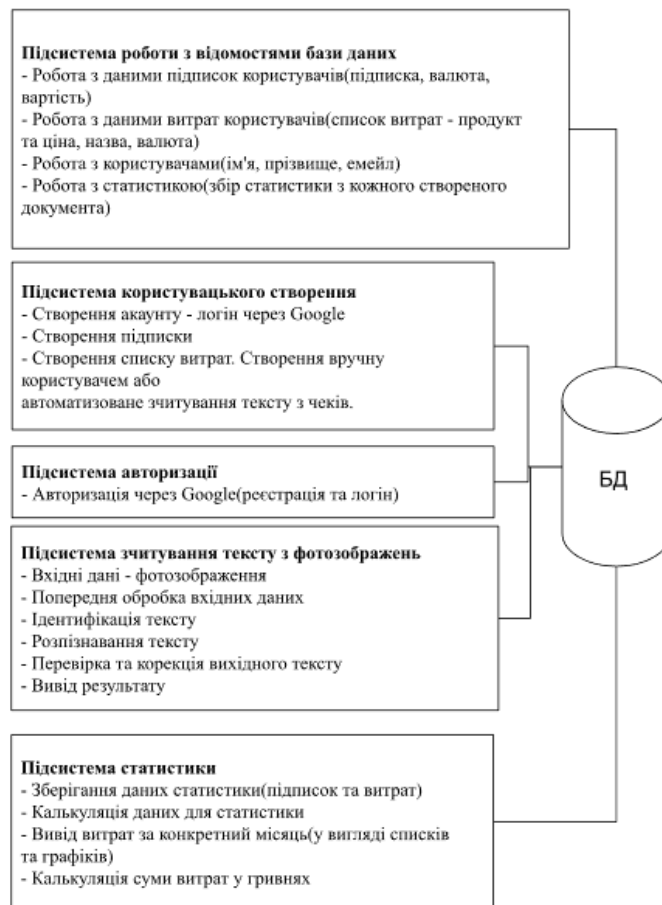 Підсистема роботи з відомостями бази даних
- Робота з даними підписок користувачів(підписка, валюта,
вартість)
- Робота з даними витрат користувачів(список витрат - продукт
та ціна, назва, валюта)
- Робота з користувачами(ім'я, прізвище, емейл)
- Робота з статистикою(збір статистики з кожного створеного
документа)
Підсистема користувацького створення
- Створення акаунту - логін через Google
- Створення підписки
- Створення списку витрат. Створення вручну
користувачем або
автоматизоване зчитування тексту з чеків.
Підсистема авторизації
- Авторизація через Google(реєстрація та логін)
Підсистема зчитування тексту з фотозображень
- Вхідні дані - фотозображення
- Попередня обробка вхідних даних
- Ідентифікація тексту
- Розпізнавання тексту
- Перевірка та корекція вихідного тексту
- Вивід результату
Підсистема статистики
- Зберігання даних статистики(підписок та витрат)
- Калькуляція даних для статистики
- Вивід витрат за конкретний місяць(у вигляді списків
та графіків)
- Калькуляція суми витрат у гривнях
БД